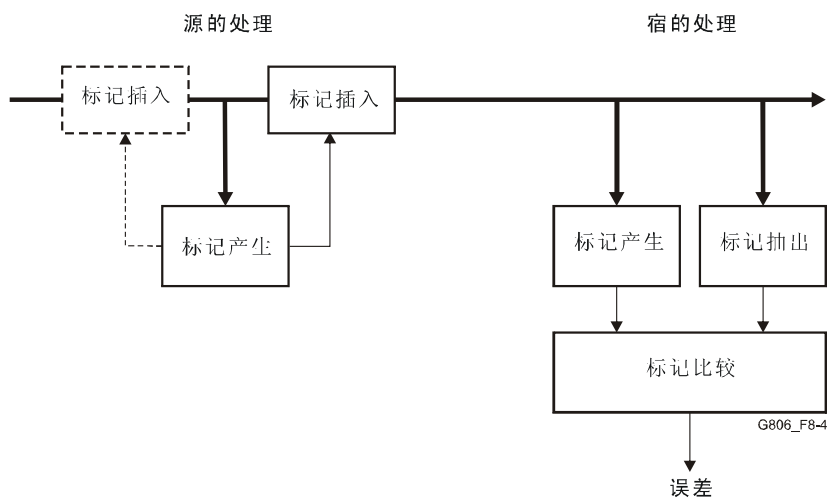 源的处理
宿的处理
标记插入
标记插入
标记产生
标记产生
标记抽出
标记比较
G806_F8-4
误差